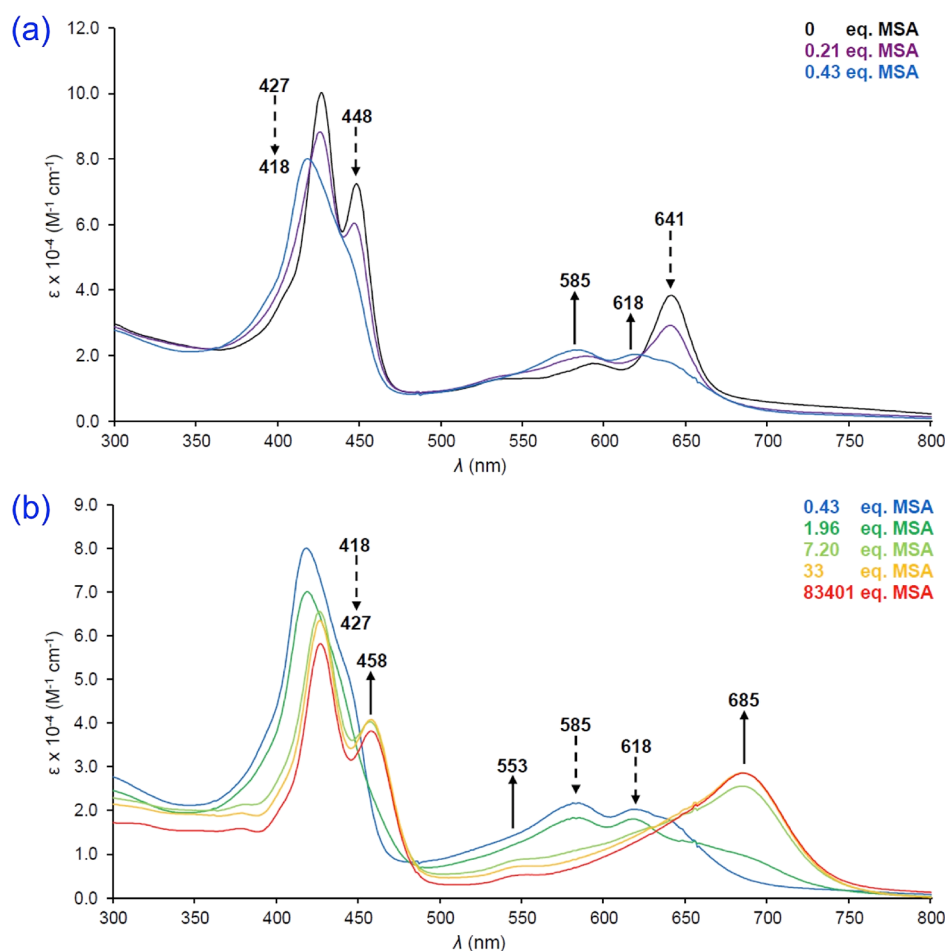 (a)
12.0
10.0
8.0
6.0
4.0
2.0
0.0
ε x 10⁻⁴ (M⁻¹ cm⁻¹)
0 eq. MSA
0.21 eq. MSA
0.43 eq. MSA
427
418
448
585
618
641
300 350 400 450 500 550 600 650 700 750 800
λ (nm)
(b)
9.0
8.0
7.0
6.0
5.0
4.0
3.0
2.0
1.0
0.0
ε x 10⁻⁴ (M⁻¹ cm⁻¹)
0.43 eq. MSA
1.96 eq. MSA
7.20 eq. MSA
33 eq. MSA
83401 eq. MSA
418
427
458
553
585
618
685
300 350 400 450 500 550 600 650 700 750 800
λ (nm)